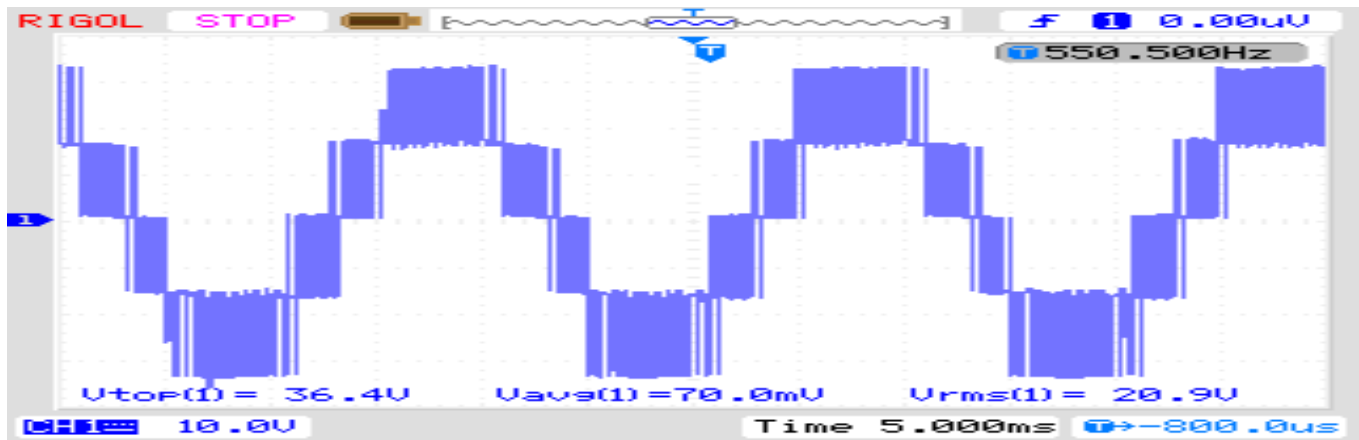 RIGOL STOP T ƒ 1 0.00uV
T 550.500Hz
T
1
Vtop(1)= 36.4V Vavg(1)=70.0mV Vrms(1)= 20.9V
CH1 10.0V Time 5.000ms T→-800.0us